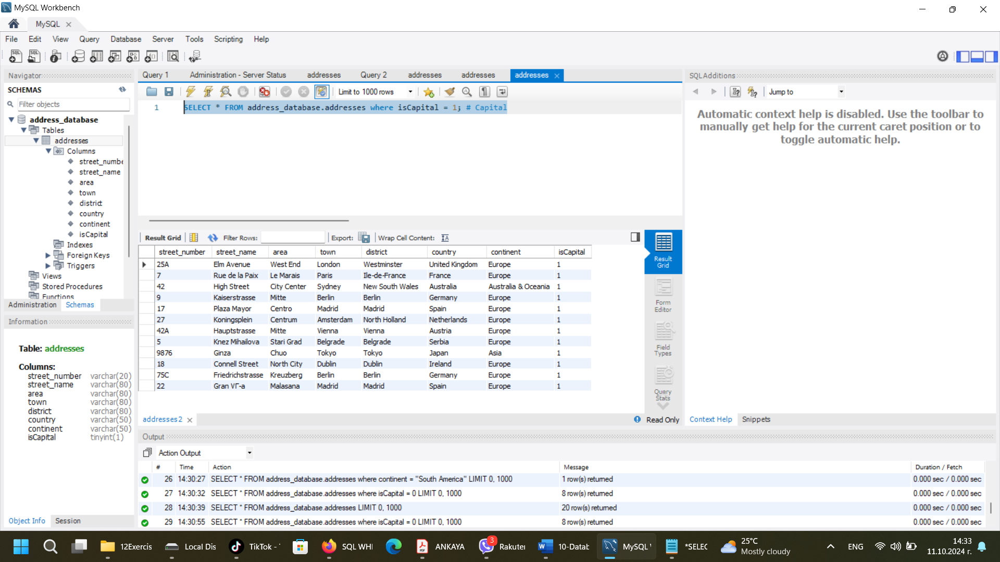 MySQL Workbench
MySQL
File Edit View Query Database Server Tools Scripting Help
Navigator
SCHEMAS
Filter objects
address_database
Tables
addresses
Columns
street_numbe
street_name
area
town
district
country
continent
isCapital
Indexes
Foreign Keys
Triggers
Views
Stored Procedures
Functions
Administration Schemas
Information
Table: addresses
Columns:
street_number varchar(20)
street_name varchar(80)
area varchar(80)
town varchar(80)
district varchar(80)
country varchar(50)
continent varchar(50)
isCapital tinyint(1)
Object Info Session
Query 1 Administration - Server Status addresses Query 2 addresses addresses addresses
Limit to 1000 rows
1 SELECT * FROM address_database.addresses where isCapital = 1; # Capital
Result Grid Filter Rows: Export: Wrap Cell Content:
street_number street_name area town district country continent isCapital
25A Elm Avenue West End London Westminster United Kingdom Europe 1
7 Rue de la Paix Le Marais Paris Ile-de-France France Europe 1
42 High Street City Center Sydney New South Wales Australia Australia & Oceania 1
9 Kaiserstrasse Mitte Berlin Berlin Germany Europe 1
17 Plaza Mayor Centro Madrid Madrid Spain Europe 1
27 Koningsplein Centrum Amsterdam North Holland Netherlands Europe 1
42A Hauptstrasse Mitte Vienna Vienna Austria Europe 1
5 Knez Mihailova Stari Grad Belgrade Belgrade Serbia Europe 1
9876 Ginza Chuo Tokyo Tokyo Japan Asia 1
18 Connell Street North City Dublin Dublin Ireland Europe 1
75C Friedrichstrasse Kreuzberg Berlin Berlin Germany Europe 1
22 Gran VГ-a Malasana Madrid Madrid Spain Europe 1
Result Grid
Form Editor
Field Types
Query Stats
addresses2
Read Only
SQLAdditions
Jump to
Automatic context help is disabled. Use the toolbar to
manually get help for the current caret position or to
toggle automatic help.
Context Help Snippets
Output
Action Output
# Time Action Message Duration / Fetch
26 14:30:27 SELECT * FROM address_database.addresses where continent = "South America" LIMIT 0, 1000 1 row(s) returned 0.000 sec / 0.000 sec
27 14:30:32 SELECT * FROM address_database.addresses where isCapital = 0 LIMIT 0, 1000 8 row(s) returned 0.000 sec / 0.000 sec
28 14:30:39 SELECT * FROM address_database.addresses LIMIT 0, 1000 20 row(s) returned 0.000 sec / 0.000 sec
29 14:30:55 SELECT * FROM address_database.addresses where isCapital = 0 LIMIT 0, 1000 8 row(s) returned 0.000 sec / 0.000 sec
12Exercis Local Dis TikTok - SQL WHI ANKAYA 3 Rakuter 10-Datab MySQL *SELEC
25°C
Mostly cloudy
ENG
14:33
11.10.2024 г.